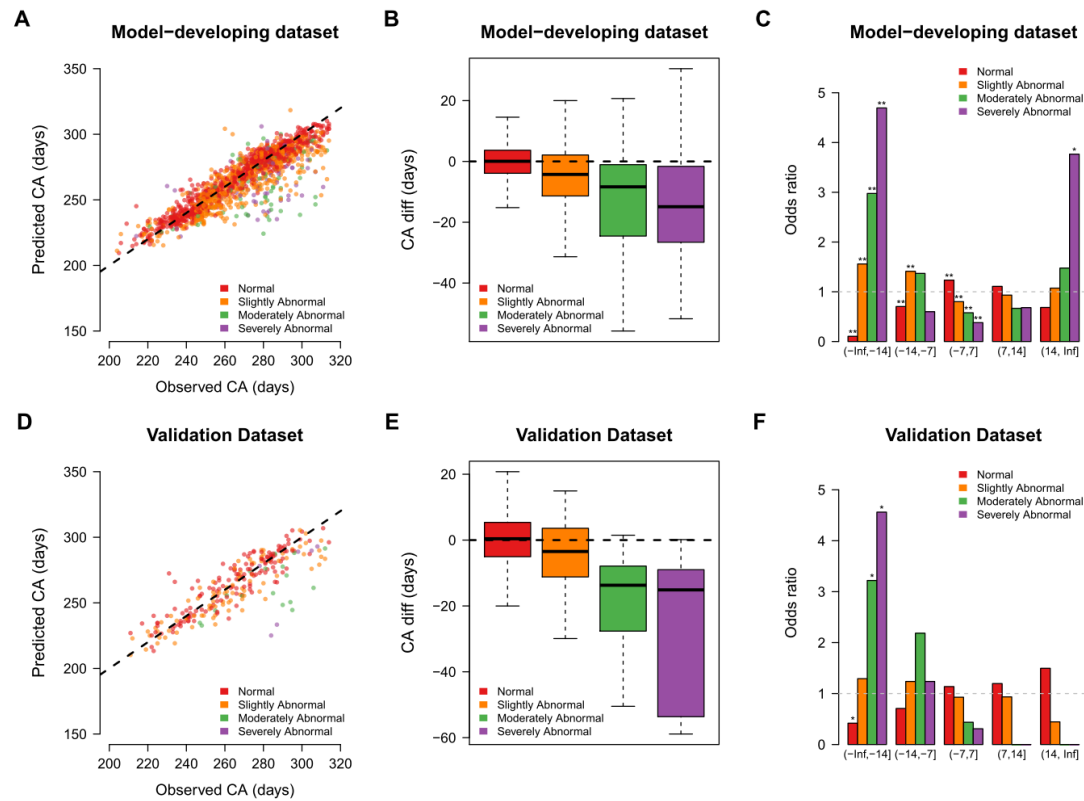 A
Model−developing dataset
350
300
250
200
150
200 220 240 260 280 300 320
Predicted CA (days)
Observed CA (days)
Normal
Slightly Abnormal
Moderately Abnormal
Severely Abnormal
B
Model−developing dataset
20
0
−20
−40
CA diff (days)
Normal
Slightly Abnormal
Moderately Abnormal
Severely Abnormal
C
Model−developing dataset
Normal
Slightly Abnormal
Moderately Abnormal
Severely Abnormal
5
4
3
2
1
0
Odds ratio
** ** ** **
** **
** ** ** **
*
(−Inf,−14] (−14,−7] (−7,7] (7,14] (14, Inf]
D
Validation Dataset
350
300
250
200
150
200 220 240 260 280 300 320
Predicted CA (days)
Observed CA (days)
Normal
Slightly Abnormal
Moderately Abnormal
Severely Abnormal
E
Validation Dataset
20
0
−20
−40
−60
CA diff (days)
Normal
Slightly Abnormal
Moderately Abnormal
Severely Abnormal
F
Validation Dataset
Normal
Slightly Abnormal
Moderately Abnormal
Severely Abnormal
5
4
3
2
1
0
Odds ratio
* * *
(−Inf,−14] (−14,−7] (−7,7] (7,14] (14, Inf]